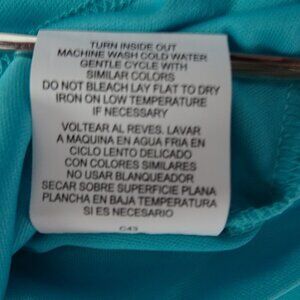 TURN INSIDE OUT
MACHINE WASH COLD WATER
GENTLE CYCLE WITH
SIMILAR COLORS
DO NOT BLEACH LAY FLAT TO DRY
IRON ON LOW TEMPERATURE
IF NECESSARY
VOLTEAR AL REVES. LAVAR
A MAQUINA EN AGUA FRIA EN
CICLO LENTO DELICADO
CON COLORES SIMILARES
NO USAR BLANQUEADOR
SECAR SOBRE SUPERFICIE PLANA
PLANCHA EN BAJA TEMPERATURA
SI ES NECESARIO